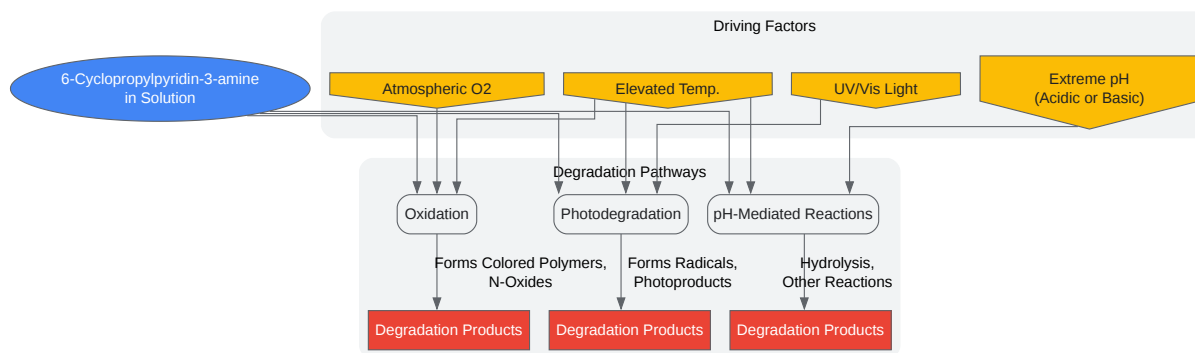 Driving Factors
6-Cyclopropylpyridin-3-amine
in Solution
Atmospheric O2
Elevated Temp.
UV/Vis Light
Extreme pH
(Acidic or Basic)
Degradation Pathways
Oxidation
Photodegradation
pH-Mediated Reactions
Forms Colored Polymers,
N-Oxides
Forms Radicals,
Photoproducts
Hydrolysis,
Other Reactions
Degradation Products
Degradation Products
Degradation Products